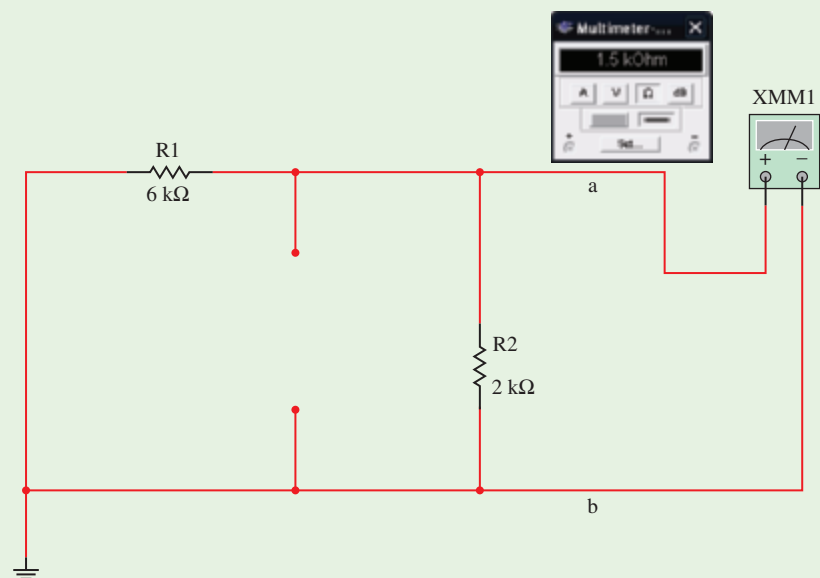 Multimeter-...
1.5 kOhm
A V Ω dB
Set...
+ -
XMM1
+ −
R1
6 kΩ
a
R2
2 kΩ
b